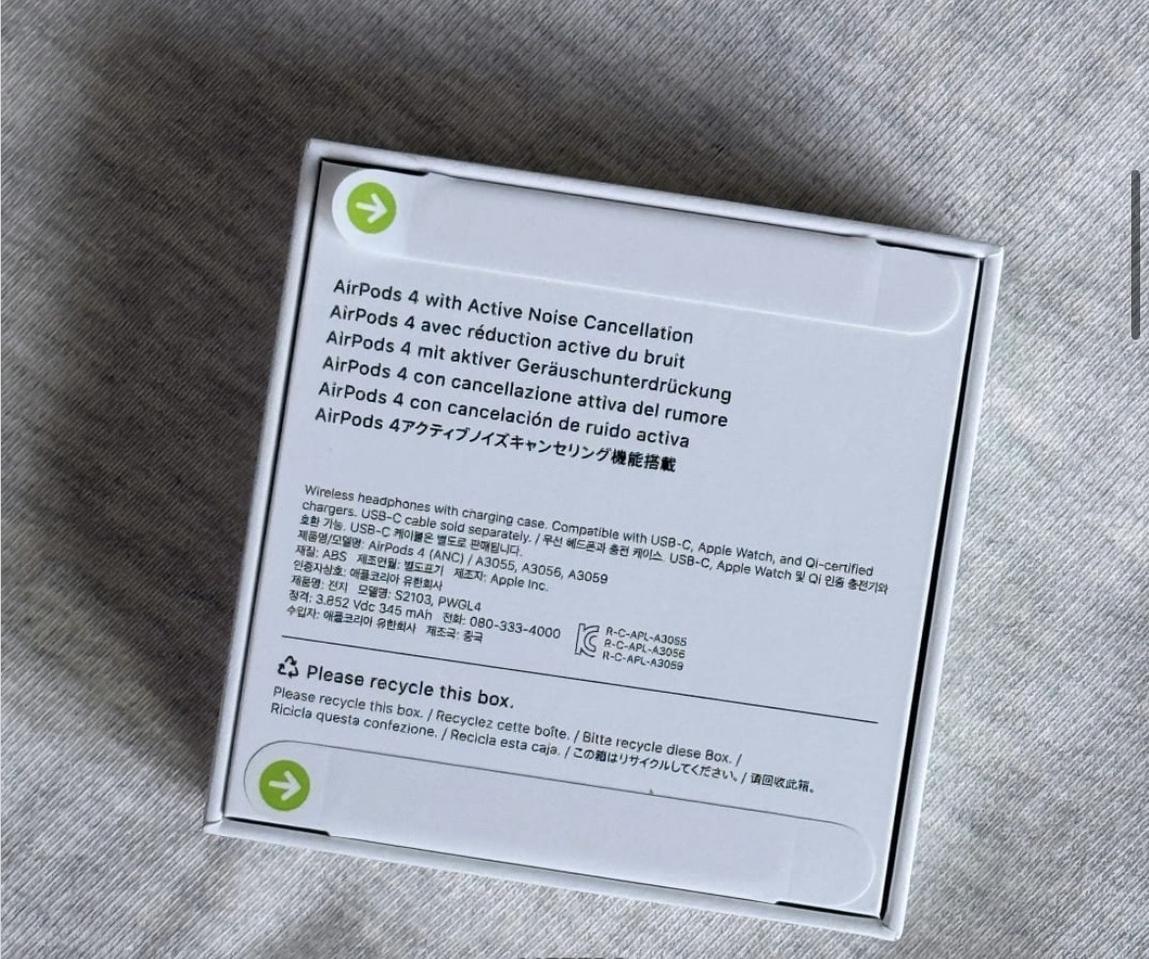 AirPods 4 with Active Noise Cancellation
AirPods 4 avec réduction active du bruit
AirPods 4 mit aktiver Geräuschunterdrückung
AirPods 4 con cancellazione attiva del rumore
AirPods 4 con cancelación de ruido activa
AirPods 4アクティブノイズキャンセリング機能搭載
Wireless headphones with charging case. Compatible with USB-C, Apple Watch, and Qi-certified
chargers. USB-C cable sold separately. / 무선 헤드폰과 충전 케이스. USB-C, Apple Watch 및 Qi 인증 충전기와
호환 가능. USB-C 케이블은 별도로 판매됩니다.
제품명/모델명: AirPods 4 (ANC) / A3055, A3056, A3059
재질: ABS 제조연월: 별도표기 제조자: Apple Inc.
인증자상호: 애플코리아 유한회사
제품명: 전지 모델명: S2103, PWGL4
정격: 3.852 Vdc 345 mAh 전화: 080-333-4000
수입자: 애플코리아 유한회사 제조국: 중국
R-C-APL-A3055
R-C-APL-A3056
R-C-APL-A3059
Please recycle this box.
Please recycle this box. / Recyclez cette boîte. / Bitte recycle diese Box. /
Ricicla questa confezione. / Recicla esta caja. / この箱はリサイクルしてください。/ 请回收此箱。